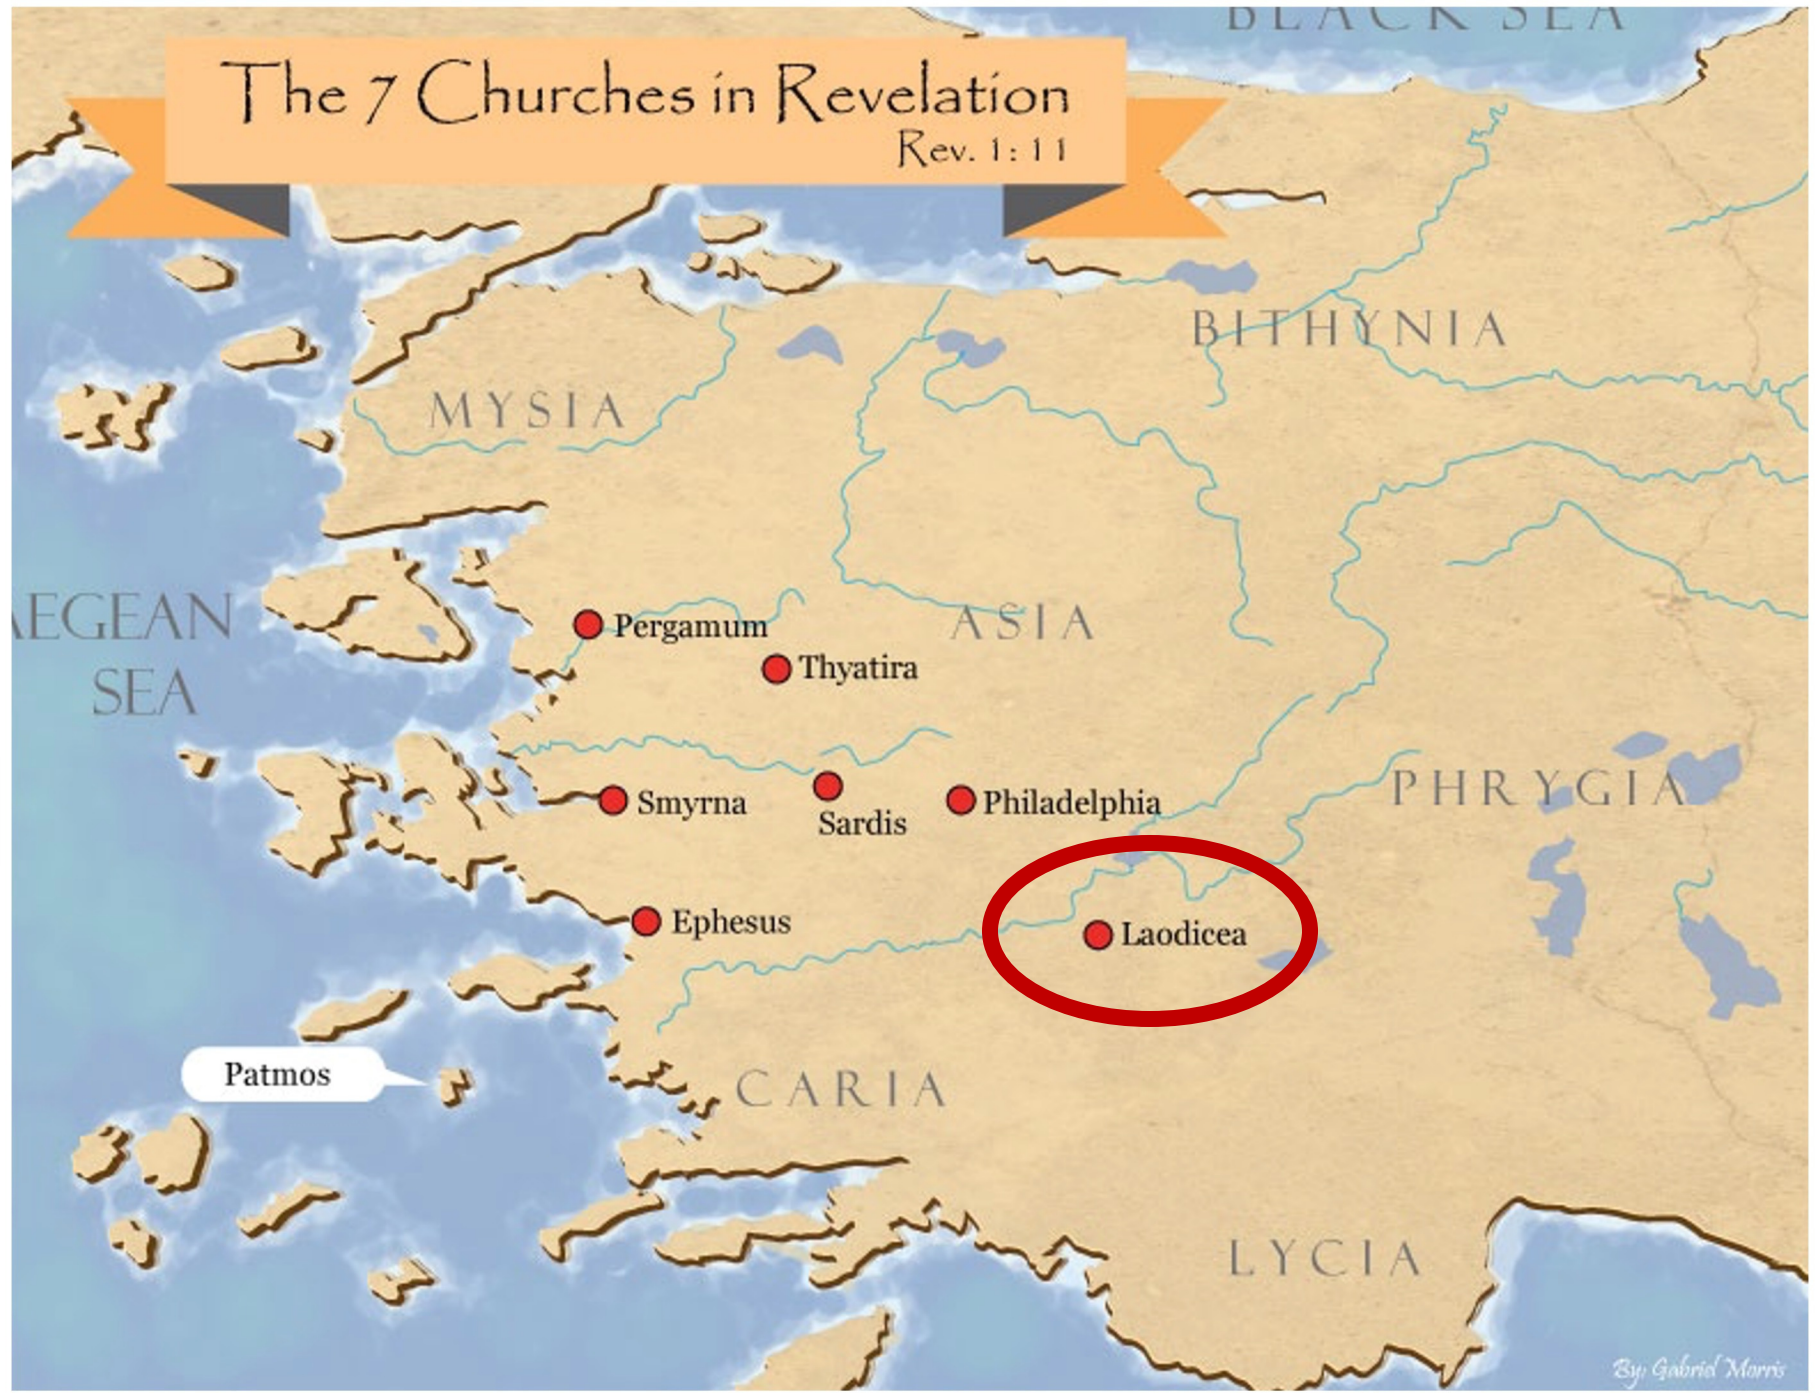 BLACK SEA
The 7 Churches in Revelation
Rev. 1:11
BITHYNIA
MYSIA
AEGEAN
SEA
ASIA
Pergamum
Thyatira
PHRYGIA
Smyrna
Sardis
Philadelphia
Ephesus
Laodicea
Patmos
CARIA
LYCIA
By: Gabriel Morris